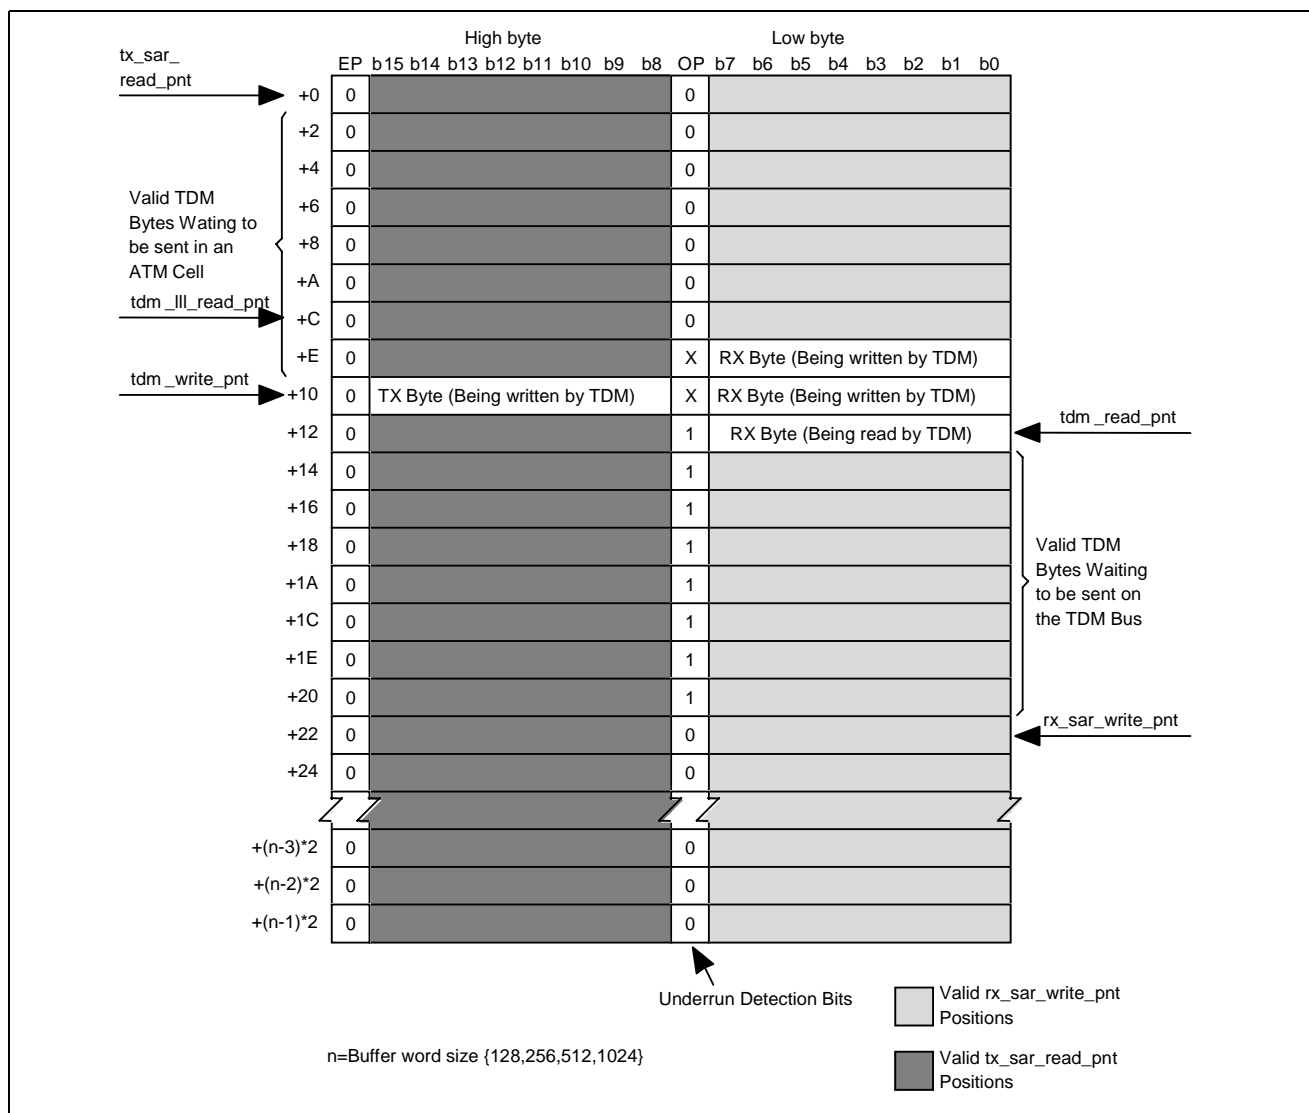 High byte Low byte
tx_sar_
read_pnt
EP b15 b14 b13 b12 b11 b10 b9 b8 OP b7 b6 b5 b4 b3 b2 b1 b0
+0 0 0
+2 0 0
+4 0 0
+6 0 0
Valid TDM
Bytes Wating to
be sent in an
ATM Cell
+8 0 0
+A 0 0
tdm _lll_read_pnt
+C 0 0
+E 0 X RX Byte (Being written by TDM)
tdm _write_pnt
+10 0 TX Byte (Being written by TDM) X RX Byte (Being written by TDM)
+12 0 1 RX Byte (Being read by TDM) tdm _read_pnt
+14 0 1
+16 0 1
+18 0 1
+1A 0 1
Valid TDM
Bytes Waiting
to be sent on
the TDM Bus
+1C 0 1
+1E 0 1
+20 0 1
+22 0 0 rx_sar_write_pnt
+24 0 0
+(n-3)*2 0 0
+(n-2)*2 0 0
+(n-1)*2 0 0
Underrun Detection Bits
Valid rx_sar_write_pnt
Positions
n=Buffer word size {128,256,512,1024}
Valid tx_sar_read_pnt
Positions